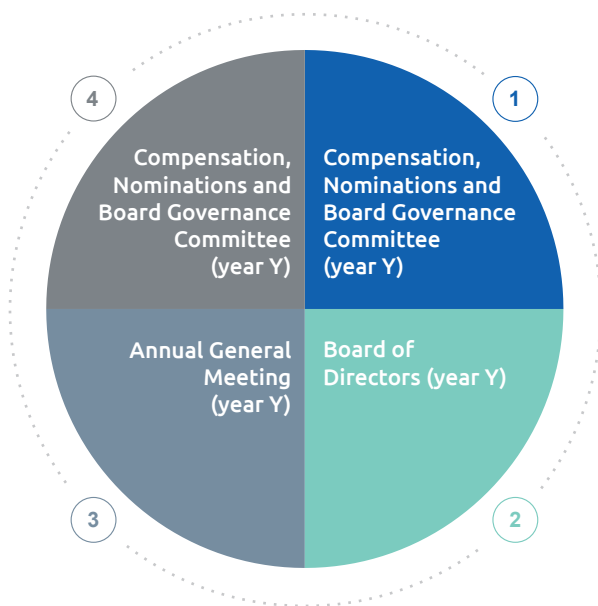 4
1
Compensation,
Nominations and
Board Governance
Committee
(year Y)
Compensation,
Nominations and
Board Governance
Committee
(year Y)
Annual General
Meeting
(year Y)
Board of
Directors (year Y)
3
2